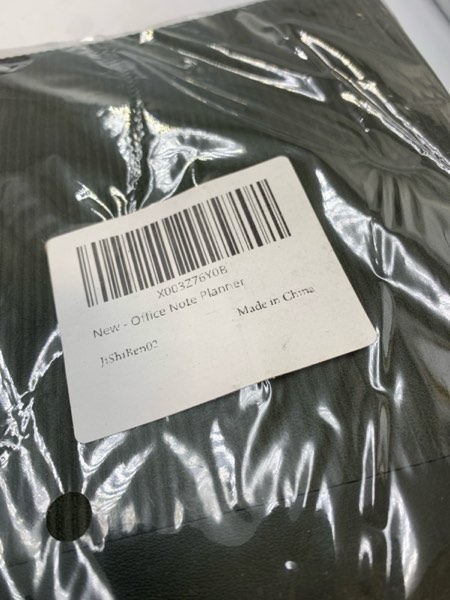 X003Z76Y0B
New - Office Note Planner
JiShiBen02
Made in China